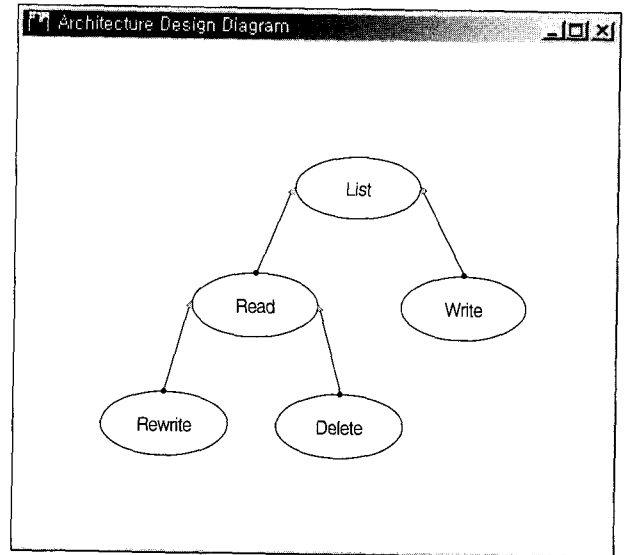 Architecture Design Diagram
List
Read
Write
Rewrite
Delete